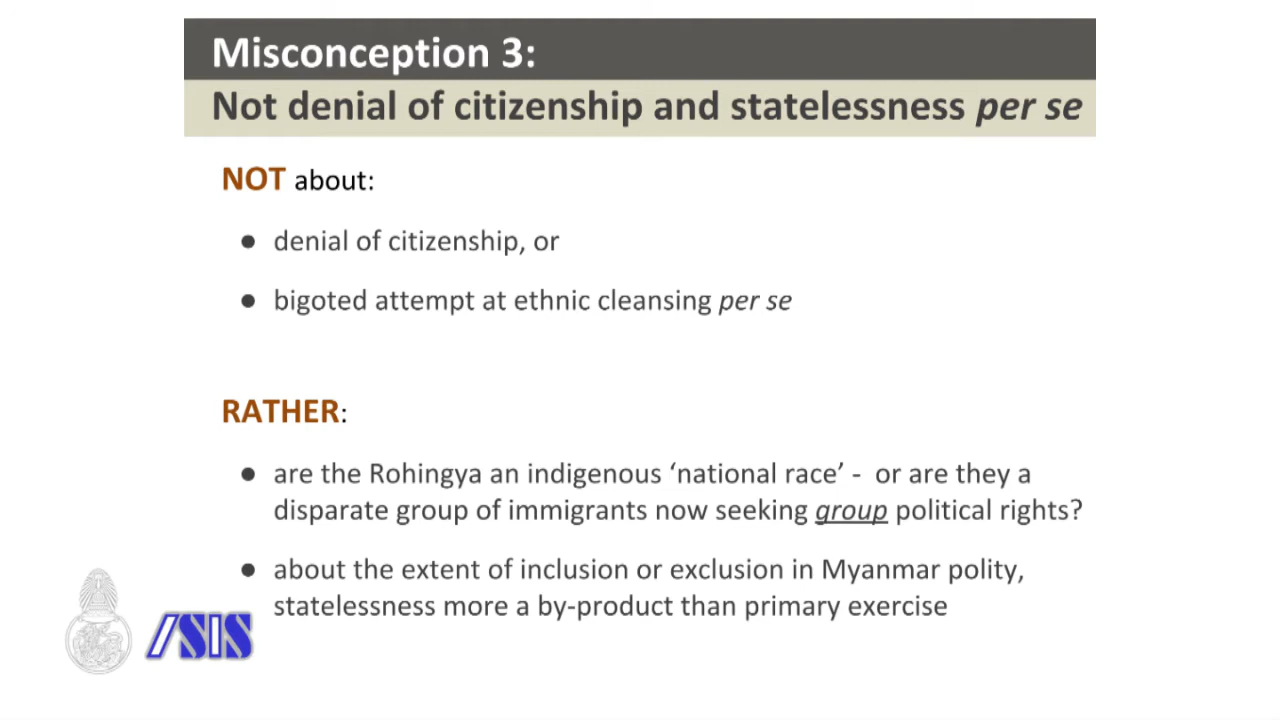 Misconception 3:
Not denial of citizenship and statelessness per se
NOT about:
● denial of citizenship, or
● bigoted attempt at ethnic cleansing per se
RATHER:
● are the Rohingya an indigenous ‘national race’ - or are they a
disparate group of immigrants now seeking group political rights?
● about the extent of inclusion or exclusion in Myanmar polity,
statelessness more a by-product than primary exercise
ISIS